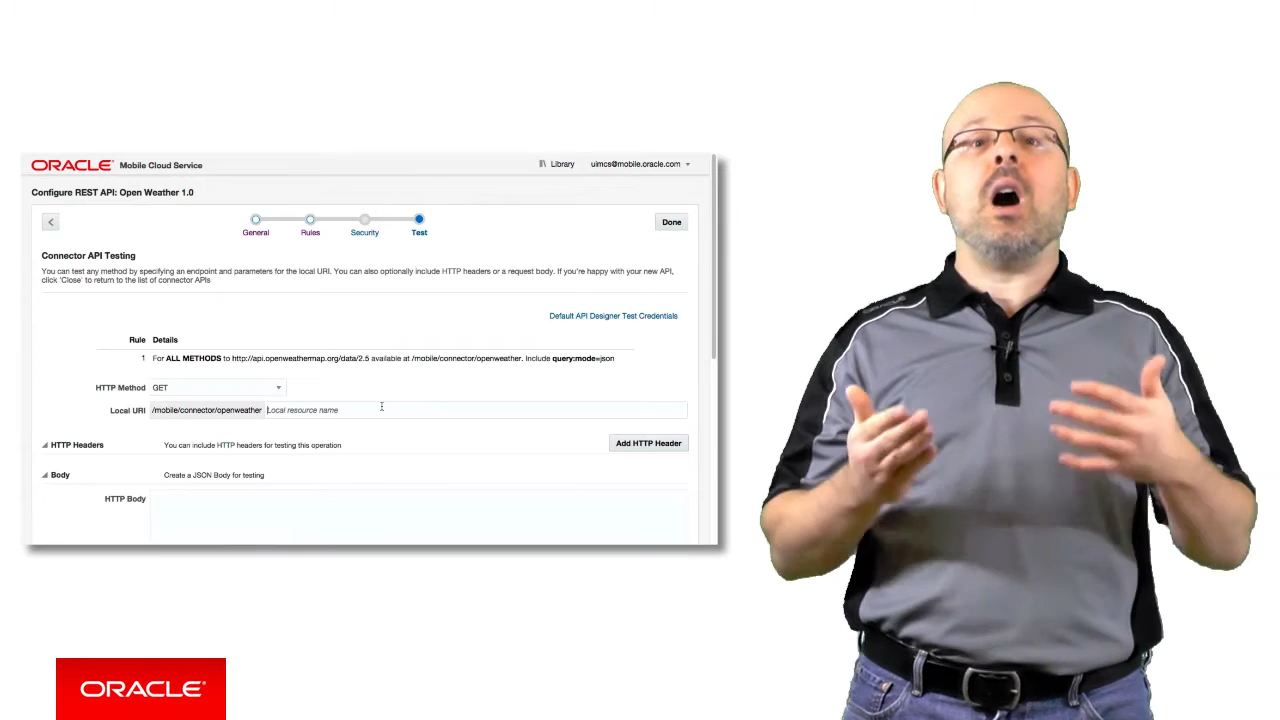 ORACLE® Mobile Cloud Service
Library
uimcs@mobile.oracle.com
Configure REST API: Open Weather 1.0
General
Rules
Security
Test
Done
Connector API Testing
You can test any method by specifying an endpoint and parameters for the local URI. You can also optionally include HTTP headers or a request body. If you're happy with your new API,
click 'Close' to return to the list of connector APIs
Default API Designer Test Credentials
Rule Details
1 For ALL METHODS to http://api.openweathermap.org/data/2.5 available at /mobile/connector/openweather. Include query:mode=json
HTTP Method GET
Local URI /mobile/connector/openweather Local resource name
HTTP Headers You can include HTTP headers for testing this operation Add HTTP Header
Body Create a JSON Body for testing
HTTP Body
ORACLE
ORACLE®